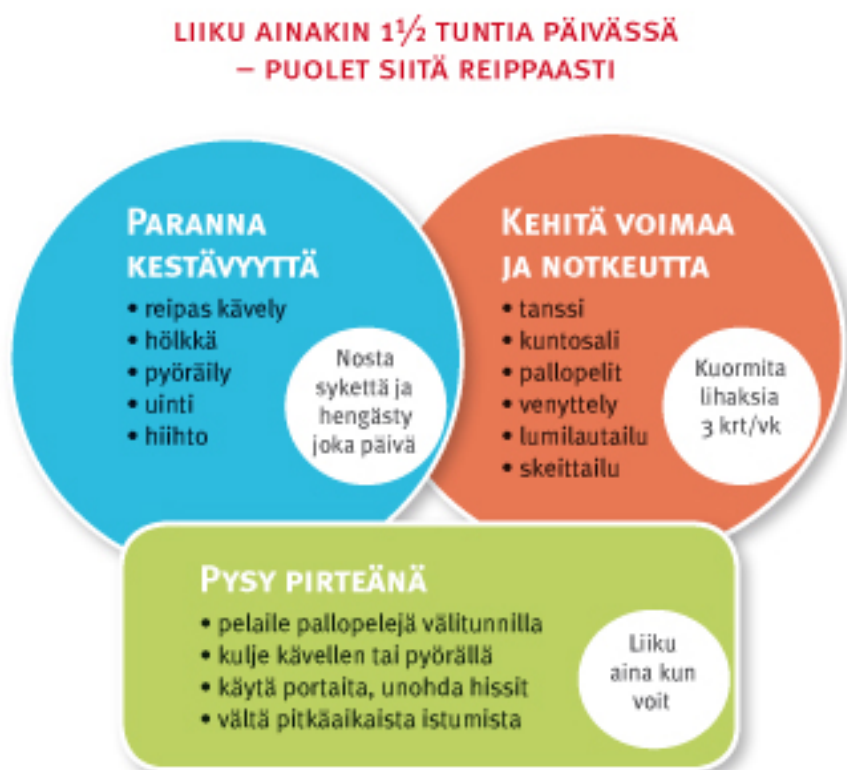 LIIKU AINAKIN 1½ TUNTIA PÄIVÄSSÄ
– PUOLET SIITÄ REIPPAASTI
PARANNA
KESTÄVYYTTÄ
• reipas kävely
• hölkkä
• pyöräily
• uinti
• hiihto
Nosta
sykettä ja
hengästy
joka päivä
KEHITÄ VOIMAA
JA NOTKEUTTA
• tanssi
• kuntosali
• pallopelit
• venyttely
• lumilautailu
• skeittailu
Kuormita
lihaksia
3 krt/vk
PYSY PIRTEÄNÄ
• pelaile pallopelejä välitunnilla
• kulje kävellen tai pyörällä
• käytä portaita, unohda hissit
• vältä pitkäaikaista istumista
Liiku
aina kun
voit